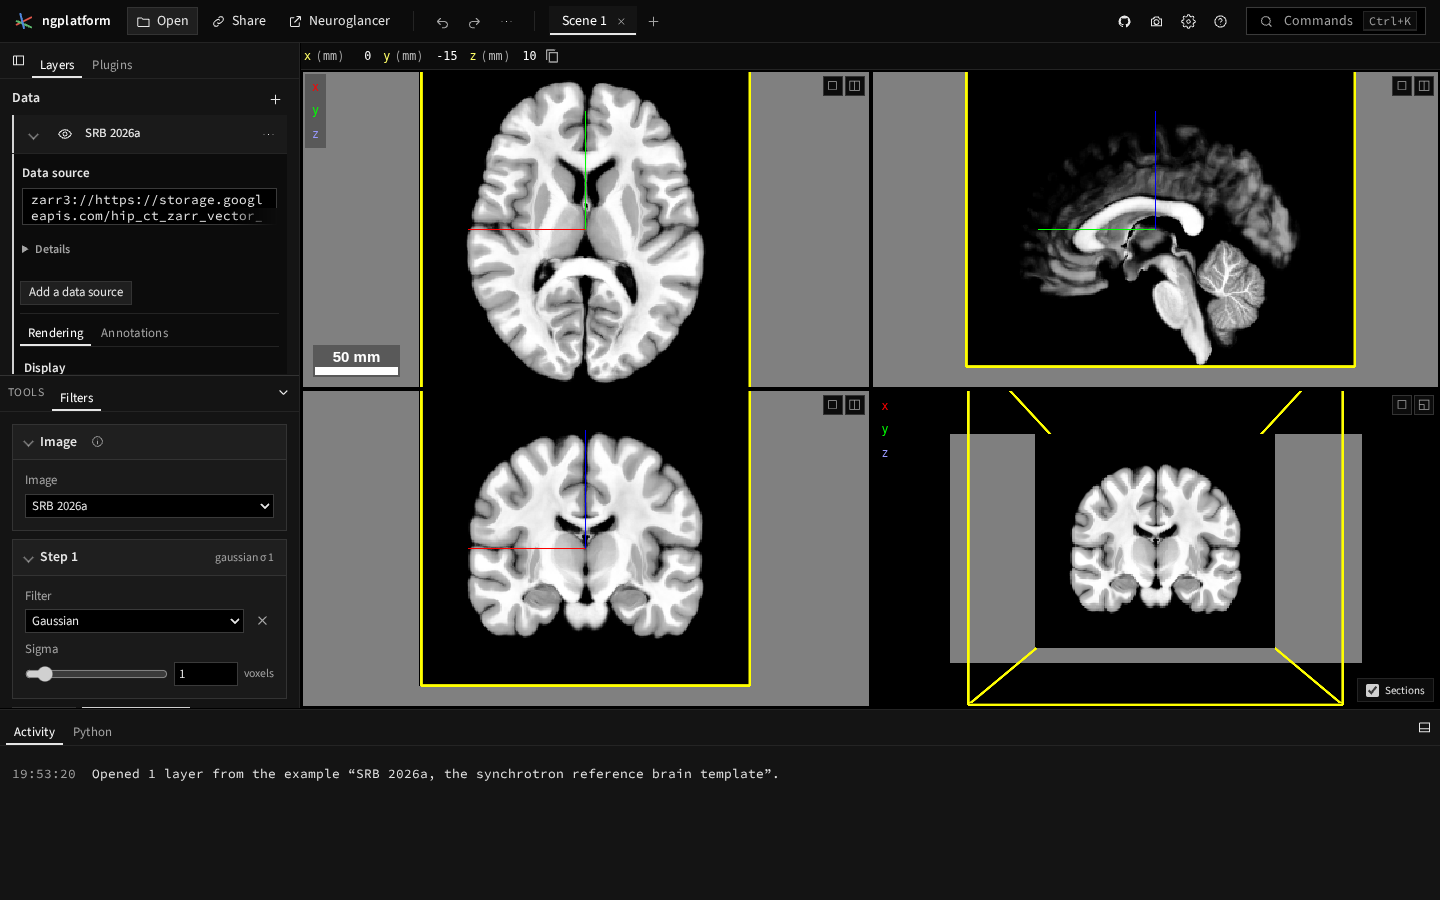 ngplatform
Open
Share
Neuroglancer
Scene 1
Commands
Ctrl+K
Layers
Plugins
x (mm) 0 y (mm) -15 z (mm) 10
Data
SRB 2026a
Data source
zarr3://https://storage.googl
eapis.com/hip_ct_zarr_vector_
Details
Add a data source
Rendering
Annotations
Display
TOOLS
Filters
Image
Image
SRB 2026a
Step 1
gaussian σ 1
Filter
Gaussian
Sigma
1
voxels
x
y
z
50 mm
x
y
z
Sections
Activity
Python
19:53:20 Opened 1 layer from the example “SRB 2026a, the synchrotron reference brain template”.